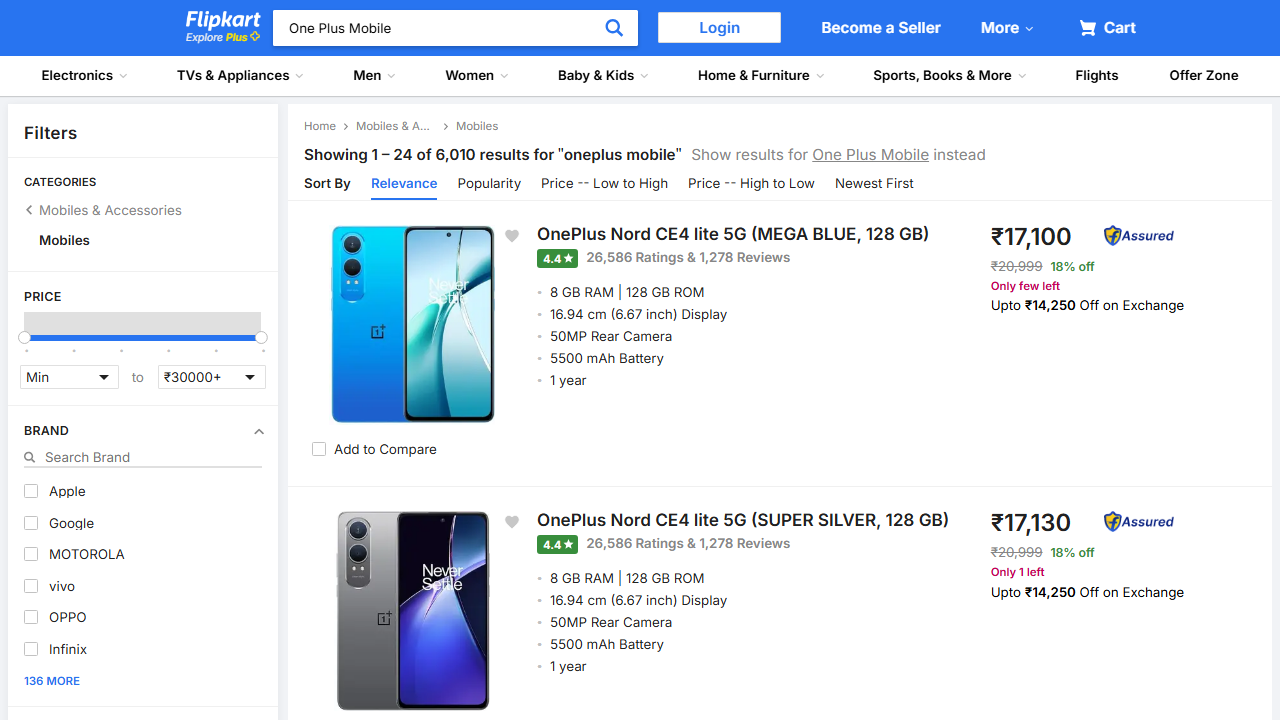 Flipkart
Explore Plus
One Plus Mobile
Login
Become a Seller
More
Cart
Electronics
TVs & Appliances
Men
Women
Baby & Kids
Home & Furniture
Sports, Books & More
Flights
Offer Zone
Filters
CATEGORIES
Mobiles & Accessories
Mobiles
PRICE
Min
to
₹30000+
BRAND
Search Brand
Apple
Google
MOTOROLA
vivo
OPPO
Infinix
136 MORE
Home
Mobiles & A...
Mobiles
Showing 1 – 24 of 6,010 results for "oneplus mobile" Show results for One Plus Mobile instead
Sort By
Relevance
Popularity
Price -- Low to High
Price -- High to Low
Newest First
Never
Settle
OnePlus Nord CE4 lite 5G (MEGA BLUE, 128 GB)
4.4 ★
26,586 Ratings & 1,278 Reviews
8 GB RAM | 128 GB ROM
16.94 cm (6.67 inch) Display
50MP Rear Camera
5500 mAh Battery
1 year
₹17,100
Assured
₹20,999 18% off
Only few left
Upto ₹14,250 Off on Exchange
Add to Compare
Never
Settle
OnePlus Nord CE4 lite 5G (SUPER SILVER, 128 GB)
4.4 ★
26,586 Ratings & 1,278 Reviews
8 GB RAM | 128 GB ROM
16.94 cm (6.67 inch) Display
50MP Rear Camera
5500 mAh Battery
1 year
₹17,130
Assured
₹20,999 18% off
Only 1 left
Upto ₹14,250 Off on Exchange